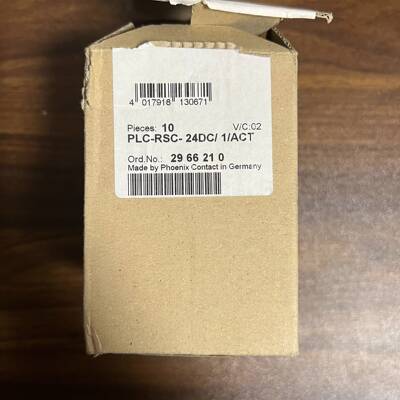 4 017918 130671
Pieces: 10 V/C:02
PLC-RSC- 24DC/ 1/ACT
Ord.No.: 29 66 21 0
Made by Phoenix Contact in Germany